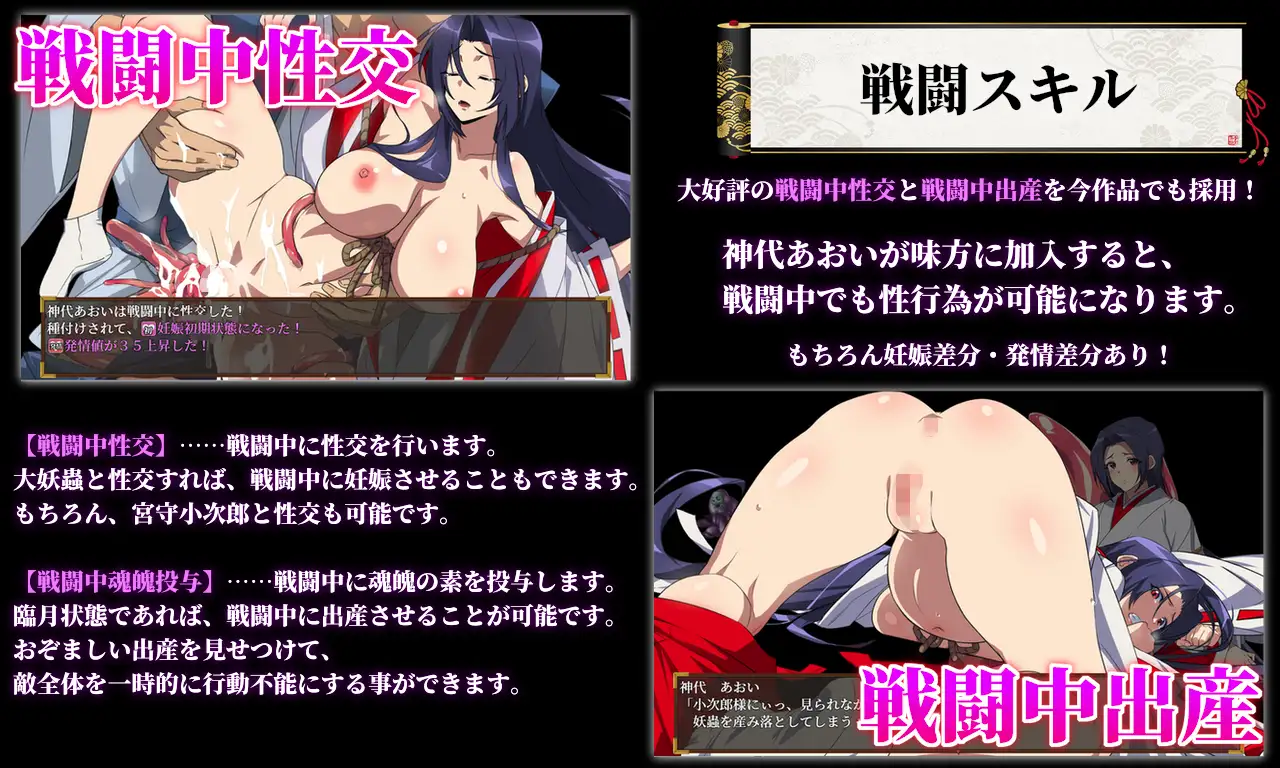 戦闘中性交
神代あおいは戦闘中に性交した！
種付けされて、妊娠初期状態になった！
発情値が３５上昇した！
戦闘スキル
大好評の戦闘中性交と戦闘中出産を今作品でも採用！
神代あおいが味方に加入すると、
戦闘中でも性行為が可能になります。
もちろん妊娠差分・発情差分あり！
【戦闘中性交】……戦闘中に性交を行います。
大妖蟲と性交すれば、戦闘中に妊娠させることもできます。
もちろん、宮守小次郎と性交も可能です。
【戦闘中魂魄投与】……戦闘中に魂魄の素を投与します。
臨月状態であれば、戦闘中に出産させることが可能です。
おぞましい出産を見せつけて、
敵全体を一時的に行動不能にする事ができます。
神代　あおい
「小次郎様にぃっ、見られなが
妖蟲を産み落としてしまう
戦闘中出産